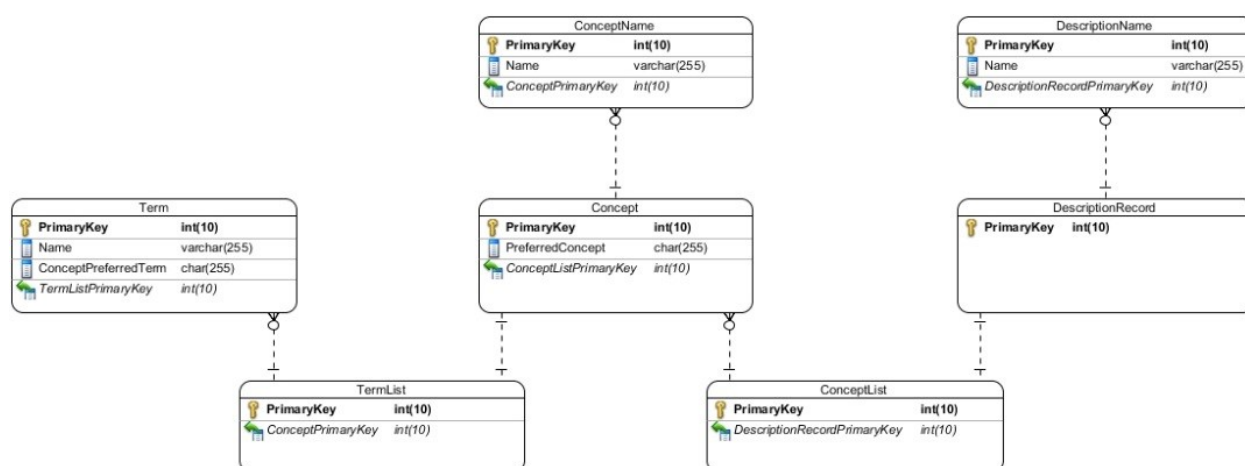 ConceptName
PrimaryKey int(10)
Name varchar(255)
ConceptPrimaryKey int(10)
DescriptionName
PrimaryKey int(10)
Name varchar(255)
DescriptionRecordPrimaryKey int(10)
Term
PrimaryKey int(10)
Name varchar(255)
ConceptPreferredTerm char(255)
TermListPrimaryKey int(10)
Concept
PrimaryKey int(10)
PreferredConcept char(255)
ConceptListPrimaryKey int(10)
DescriptionRecord
PrimaryKey int(10)
TermList
PrimaryKey int(10)
ConceptPrimaryKey int(10)
ConceptList
PrimaryKey int(10)
DescriptionRecordPrimaryKey int(10)